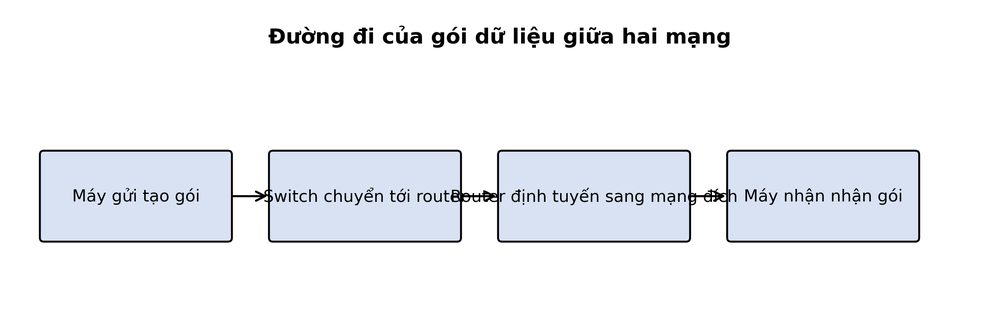 Đường đi của gói dữ liệu giữa hai mạng
Máy gửi tạo gói
Switch chuyển tới router
Router định tuyến sang mạng đích
Máy nhận nhận gói